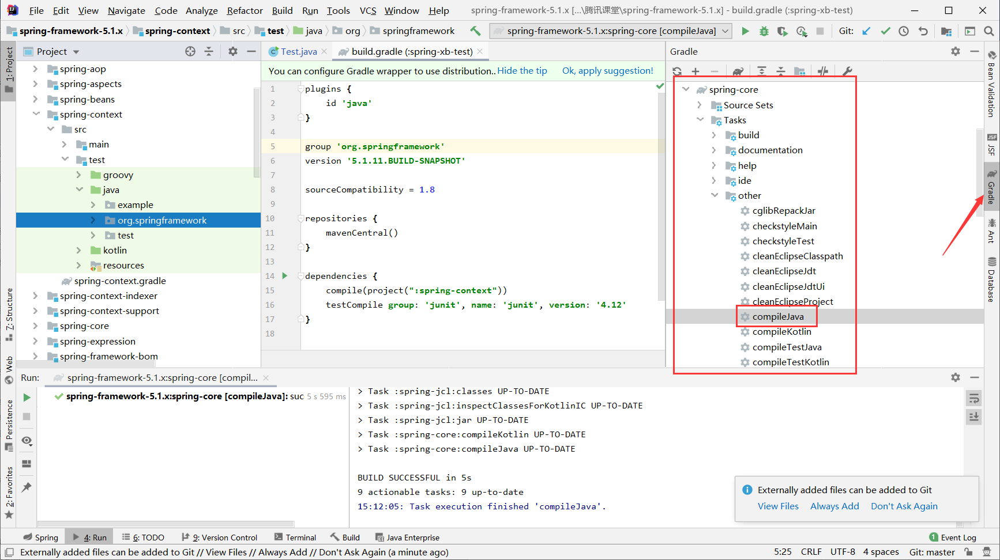 File Edit View Navigate Code Analyze Refactor Build Run Tools VCS Window Help spring-framework-5.1.x [...\腾讯课堂\spring-framework-5.1.x] - build.gradle (:spring-xb-test)
spring-framework-5.1.x spring-context src test java org springframework spring-framework-5.1.x:spring-core [compileJava] Git:
Project
Test.java build.gradle (:spring-xb-test)
Gradle
You can configure Gradle wrapper to use distribution.. Hide the tip Ok, apply suggestion!
1: Project
7: Structure
Web
Persistence
2: Favorites
spring-aop
spring-aspects
spring-beans
spring-context
src
main
test
groovy
java
example
org.springframework
test
kotlin
resources
spring-context.gradle
spring-context-indexer
spring-context-support
spring-core
spring-expression
spring-framework-bom
1 plugins {
2 id 'java'
3 }
4
5 group 'org.springframework'
6 version '5.1.11.BUILD-SNAPSHOT'
7
8 sourceCompatibility = 1.8
9
10 repositories {
11 mavenCentral()
12 }
13
14 dependencies {
15 compile(project(":spring-context"))
16 testCompile group: 'junit', name: 'junit', version: '4.12'
17 }
18
spring-core
Source Sets
Tasks
build
documentation
help
ide
other
cglibRepackJar
checkstyleMain
checkstyleTest
cleanEclipseClasspath
cleanEclipseJdt
cleanEclipseJdtUi
cleanEclipseProject
compileJava
compileKotlin
compileTestJava
compileTestKotlin
Bean Validation
JSF
JSF
Gradle
Ant
Database
Run: spring-framework-5.1.x:spring-core [compil...
spring-framework-5.1.x:spring-core [compileJava]: suc 5 s 595 ms
> Task :spring-jcl:classes UP-TO-DATE
> Task :spring-jcl:inspectClassesForKotlinIC UP-TO-DATE
> Task :spring-jcl:jar UP-TO-DATE
> Task :spring-core:compileKotlin UP-TO-DATE
> Task :spring-core:compileJava UP-TO-DATE
BUILD SUCCESSFUL in 5s
9 actionable tasks: 9 up-to-date
15:12:05: Task execution finished 'compileJava'.
Externally added files can be added to Git
View Files Always Add Don't Ask Again
Spring 4: Run 6: TODO 9: Version Control Terminal Build Java Enterprise 1 Event Log
Externally added files can be added to Git // View Files // Always Add // Don't Ask Again (a minute ago) 5:25 CRLF UTF-8 4 spaces Git: master